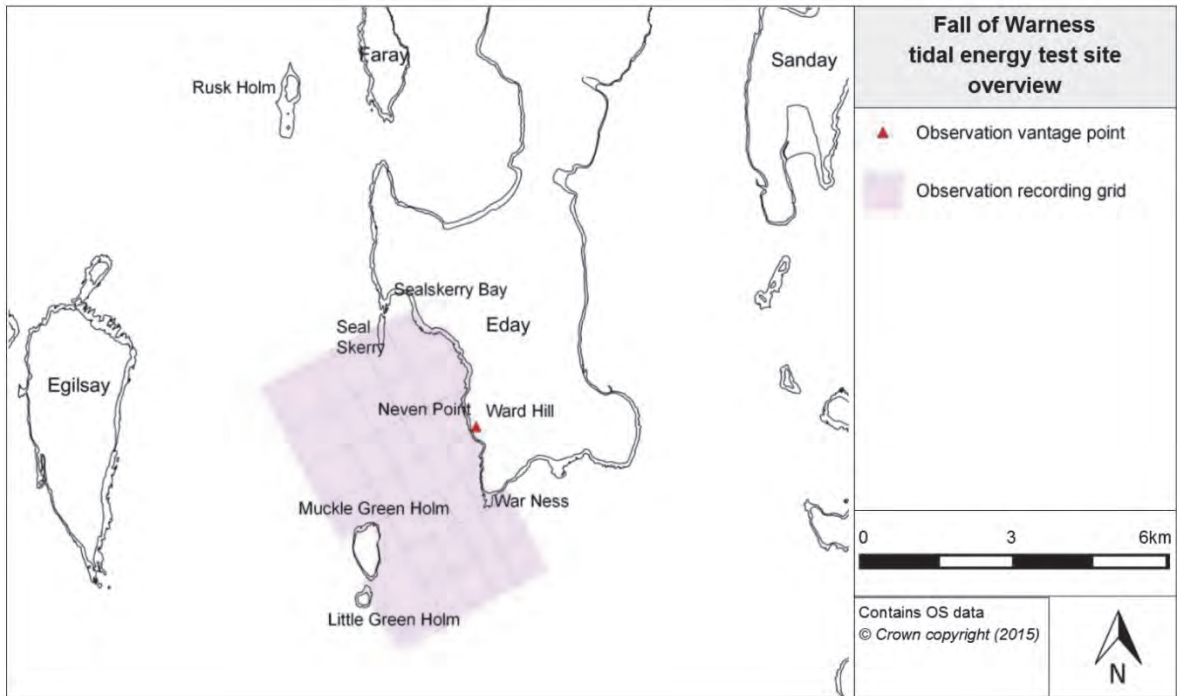 Faray
Rusk Holm
Sanday
Sealskerry Bay
Seal
Skerry
Eday
Egilsay
Neven Point
Ward Hill
Muckle Green Holm
War Ness
Little Green Holm
Fall of Warness
tidal energy test site
overview
Observation vantage point
Observation recording grid
0 3 6km
Contains OS data
© Crown copyright (2015)
N